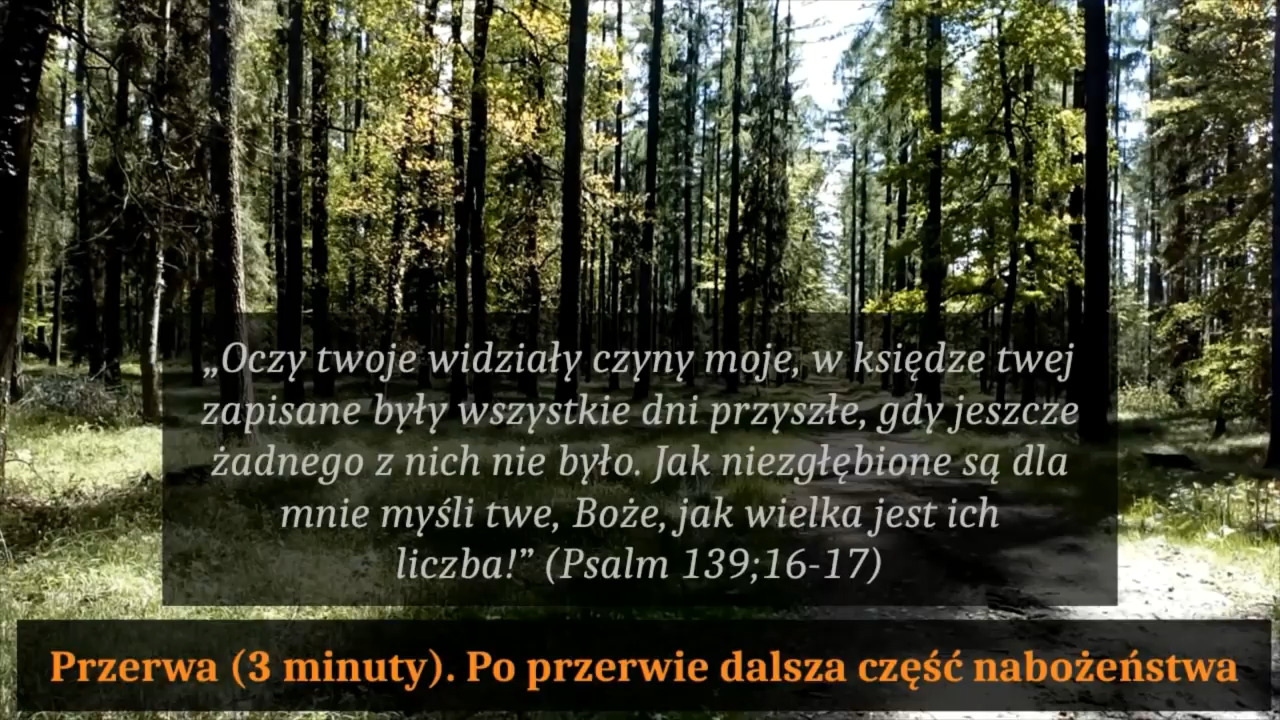 „Oczy twoje widziały czyny moje, w księdze twej
zapisane były wszystkie dni przyszłe, gdy jeszcze
żadnego z nich nie było. Jak niezgłębione są dla
mnie myśli twe, Boże, jak wielka jest ich
liczba!” (Psalm 139;16-17)
Przerwa (3 minuty). Po przerwie dalsza część nabożeństwa